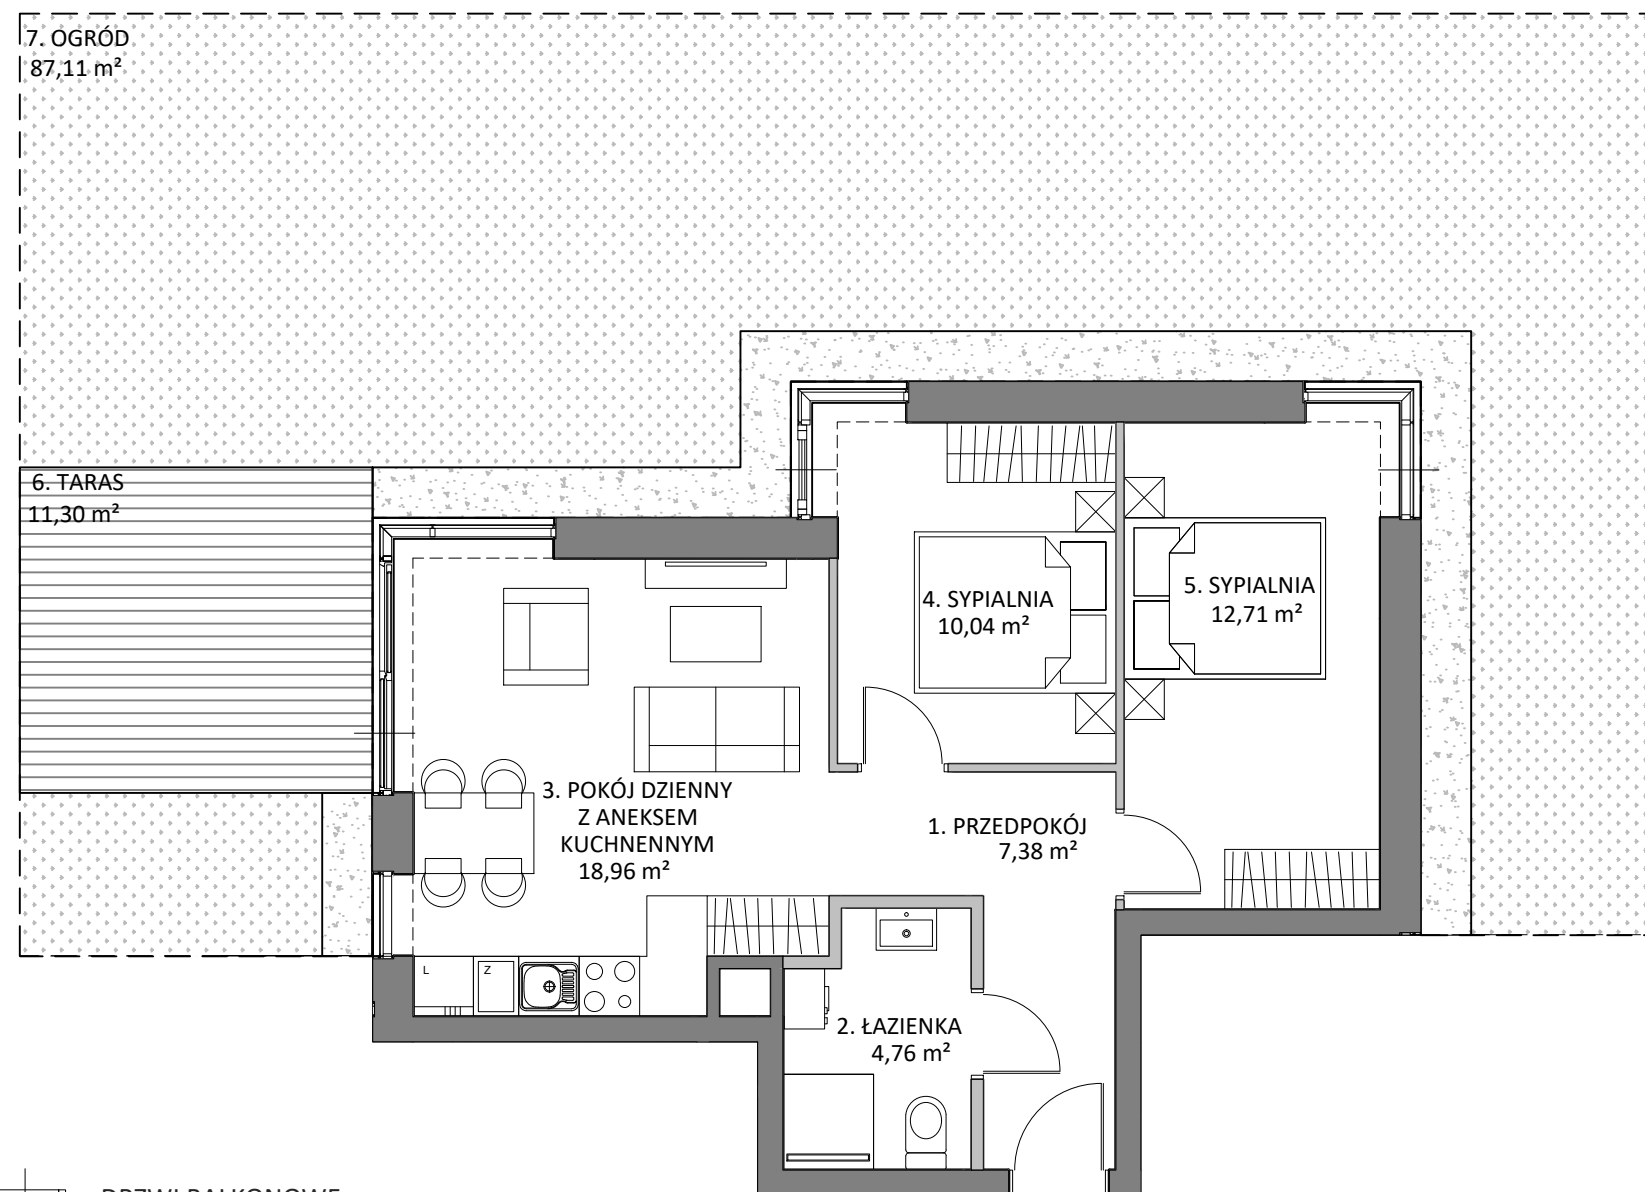 7. OGRÓD
87,11 m²
6. TARAS
11,30 m²
4. SYPIALNIA
10,04 m²
5. SYPIALNIA
12,71 m²
3. POKÓJ DZIENNY
Z ANEKSEM
KUCHNENNYM
18,96 m²
1. PRZEDPOKÓJ
7,38 m²
L
Z
2. ŁAZIENKA
4,76 m²
DRZWI BALKONOWE